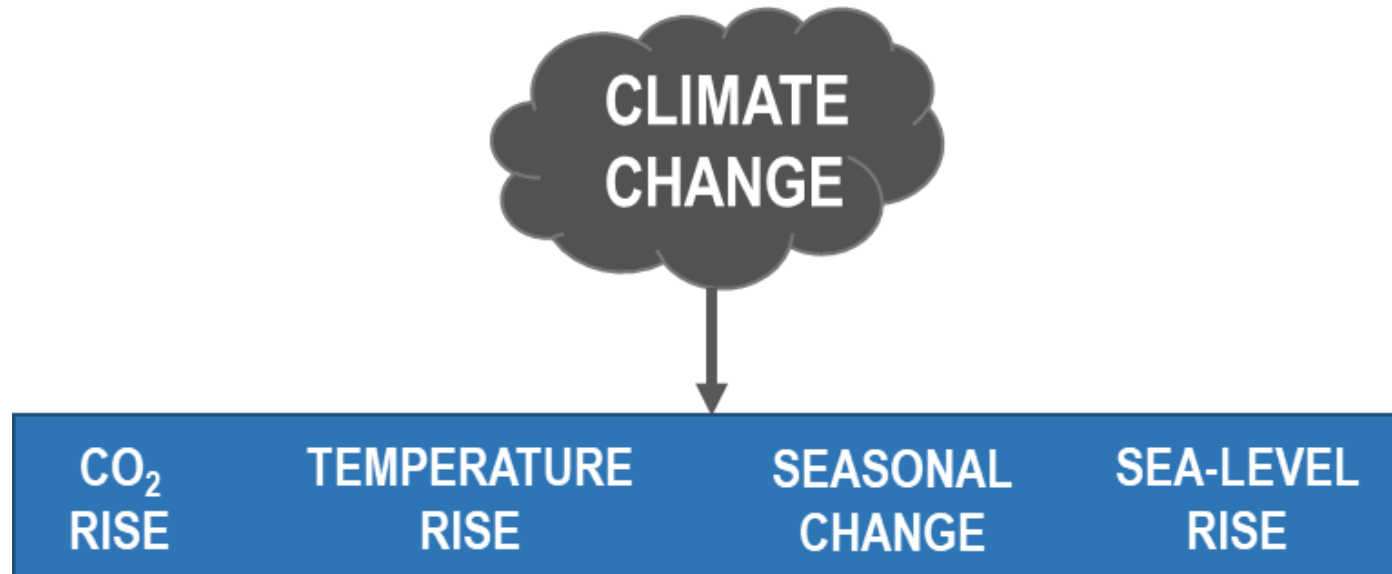 CLIMATE
CHANGE
CO₂ TEMPERATURE SEASONAL SEA-LEVEL
RISE RISE CHANGE RISE